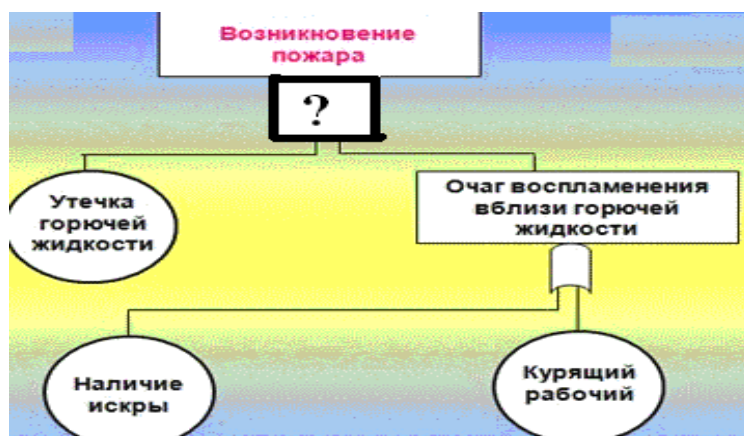 Возникновение
пожара
?
Утечка
горючей
жидкости
Очаг воспламенения
вблизи горючей
жидкости
Наличие
искры
Курящий
рабочий